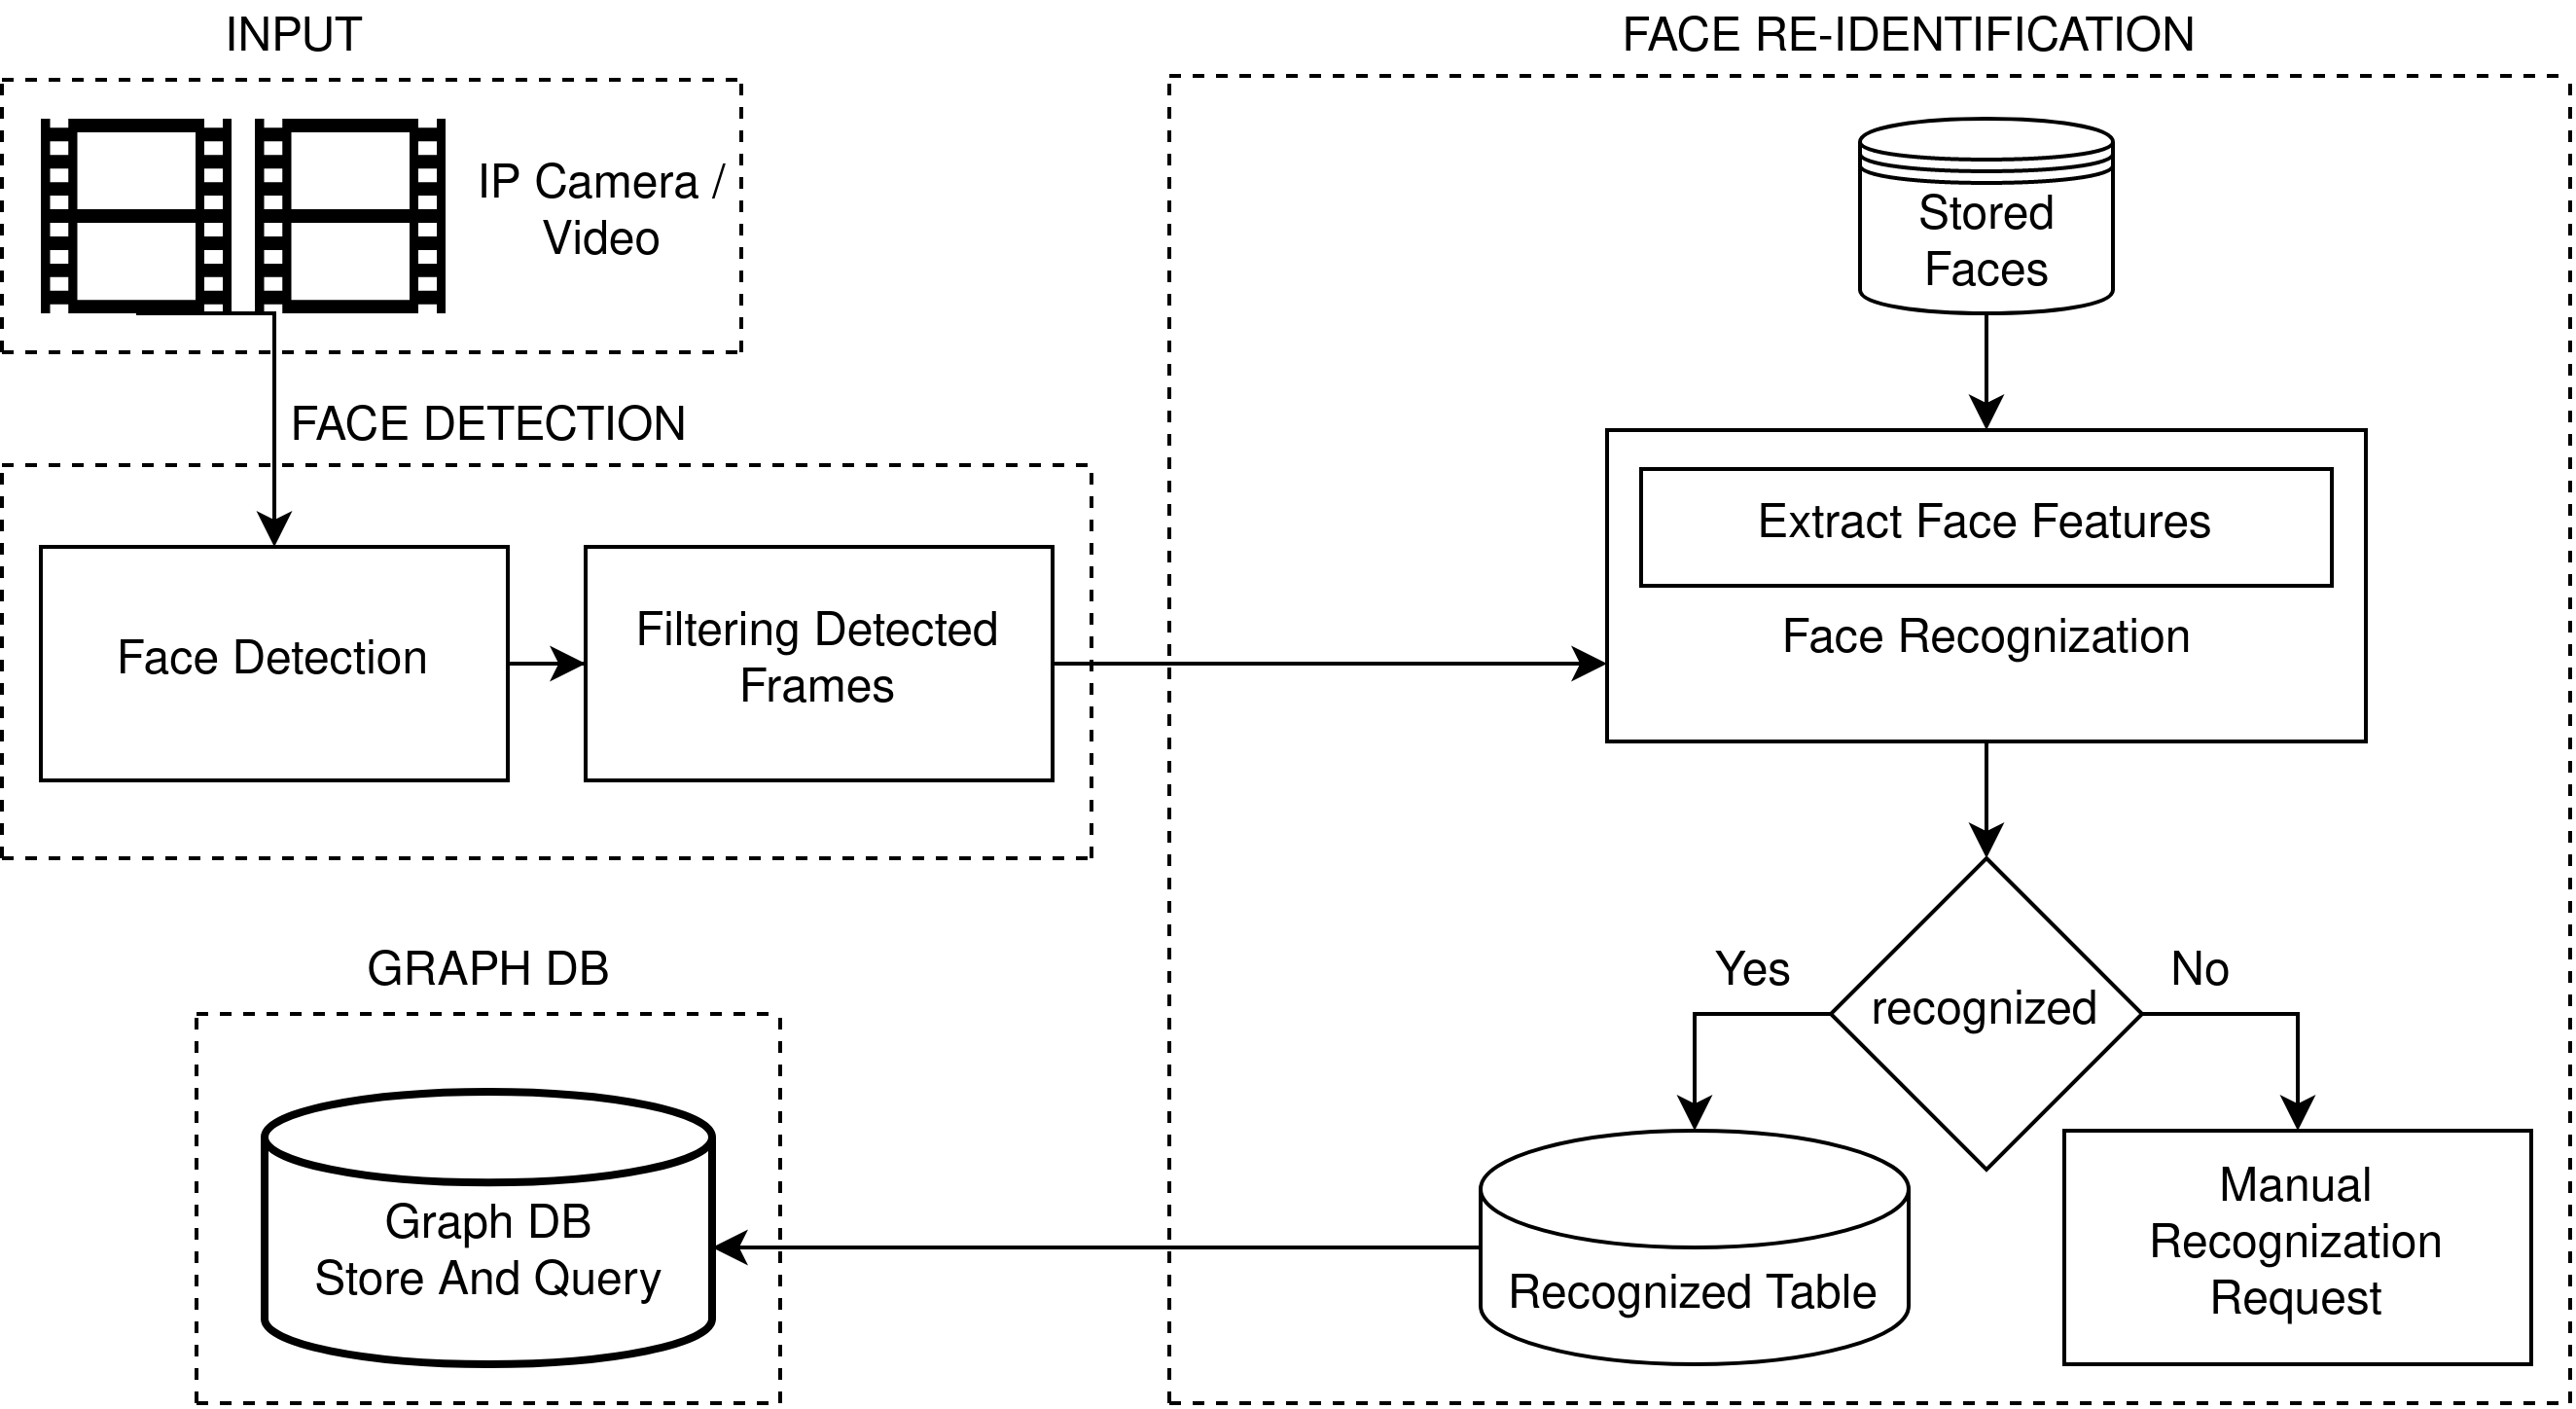 INPUT
IP Camera /
Video
FACE DETECTION
Face Detection
Filtering Detected
Frames
FACE RE-IDENTIFICATION
Stored
Faces
Extract Face Features
Face Recognization
recognized
Yes
No
Recognized Table
Manual
Recognization
Request
GRAPH DB
Graph DB
Store And Query